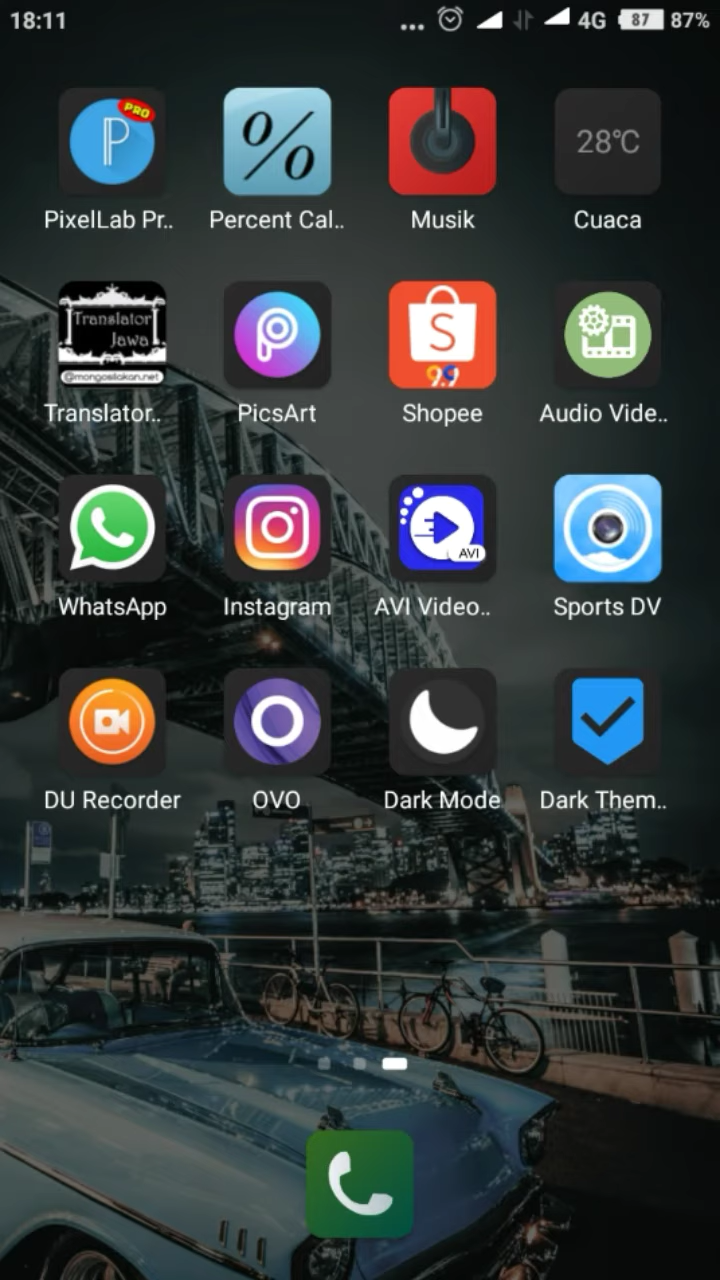 18:11
... 4G 87 87%
PRO
P
%
28℃
PixelLab Pr..
Percent Cal..
Musik
Cuaca
Translator
Jawa
@mongosilakan.net
S
9.9
Translator..
PicsArt
Shopee
Audio Vide..
AVI
WhatsApp
Instagram
AVI Video..
Sports DV
DU Recorder
OVO
Dark Mode
Dark Them..